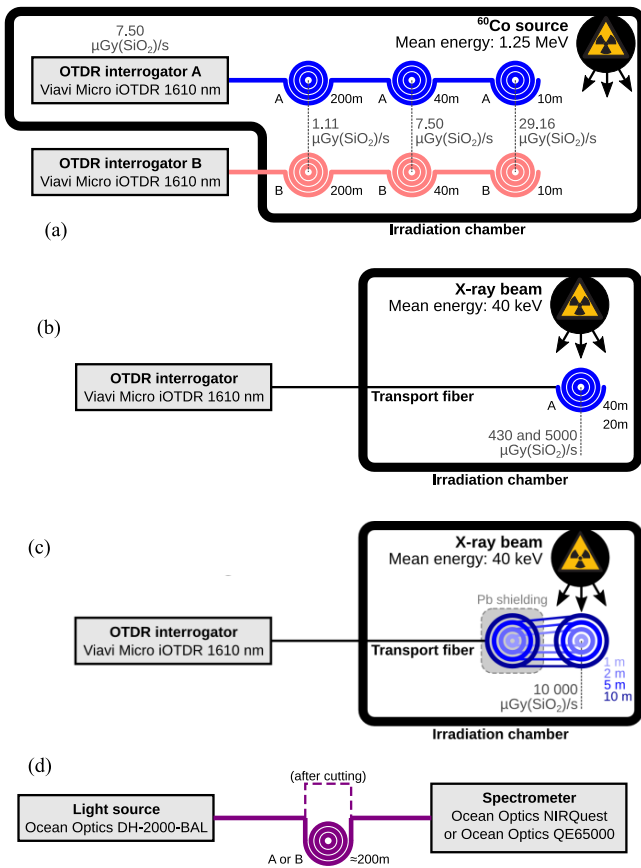 7.50
µGy(SiO₂)/s
⁶⁰Co source
Mean energy: 1.25 MeV
OTDR interrogator A
Viavi Micro iOTDR 1610 nm
A 200m A 40m A 10m
1.11
µGy(SiO₂)/s
7.50
µGy(SiO₂)/s
29.16
µGy(SiO₂)/s
OTDR interrogator B
Viavi Micro iOTDR 1610 nm
B 200m B 40m B 10m
Irradiation chamber
(a)
X-ray beam
Mean energy: 40 keV
(b)
OTDR interrogator
Viavi Micro iOTDR 1610 nm
Transport fiber
A 40m
20m
430 and 5000
µGy(SiO₂)/s
Irradiation chamber
(c)
X-ray beam
Mean energy: 40 keV
Pb shielding
OTDR interrogator
Viavi Micro iOTDR 1610 nm
Transport fiber
1 m
2 m
5 m
10 m
10 000
µGy(SiO₂)/s
Irradiation chamber
(d)
(after cutting)
Light source
Ocean Optics DH-2000-BAL
A or B ≈200m
Spectrometer
Ocean Optics NIRQuest
or Ocean Optics QE65000